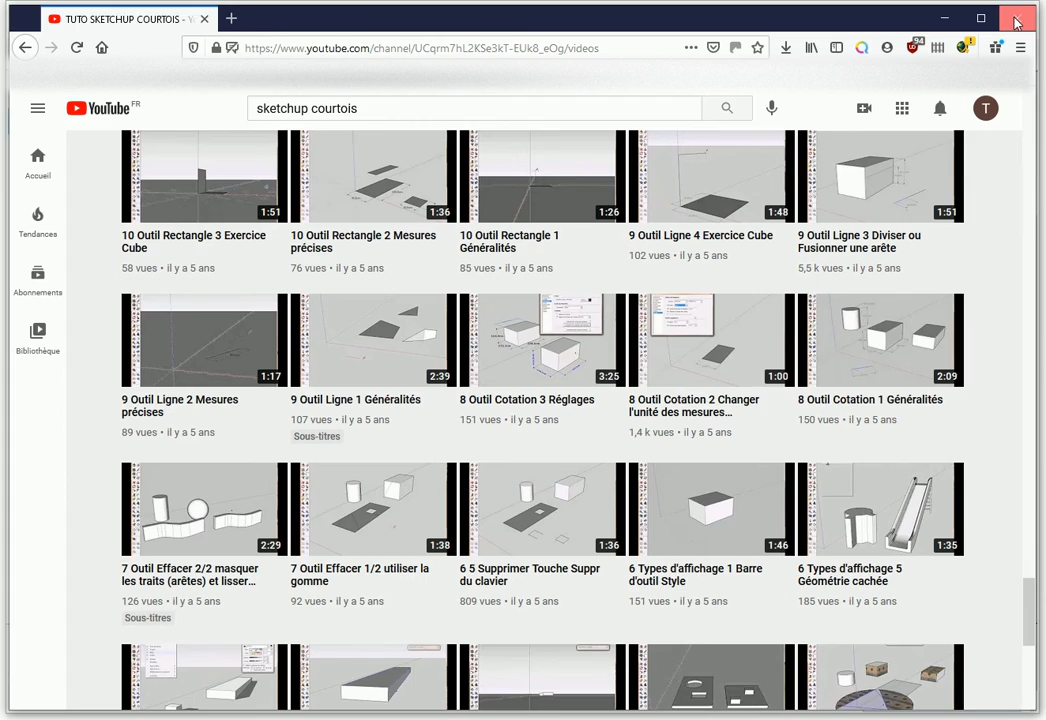 TUTO SKETCHUP COURTOIS - Y
https://www.youtube.com/channel/UCqrm7hL2KSe3kT-EUk8_eOg/videos
94
YouTube FR
sketchup courtois
T
Accueil
Tendances
Abonnements
Bibliothèque
1:51
1:36
1:26
1:48
1:51
10 Outil Rectangle 3 Exercice
Cube
58 vues • il y a 5 ans
10 Outil Rectangle 2 Mesures
précises
76 vues • il y a 5 ans
10 Outil Rectangle 1
Généralités
85 vues • il y a 5 ans
9 Outil Ligne 4 Exercice Cube
102 vues • il y a 5 ans
9 Outil Ligne 3 Diviser ou
Fusionner une arête
5,5 k vues • il y a 5 ans
1:17
2:39
3:25
1:00
2:09
9 Outil Ligne 2 Mesures
précises
89 vues • il y a 5 ans
9 Outil Ligne 1 Généralités
107 vues • il y a 5 ans
Sous-titres
8 Outil Cotation 3 Réglages
151 vues • il y a 5 ans
8 Outil Cotation 2 Changer
l'unité des mesures...
1,4 k vues • il y a 5 ans
8 Outil Cotation 1 Généralités
150 vues • il y a 5 ans
2:29
1:38
1:36
1:46
1:35
7 Outil Effacer 2/2 masquer
les traits (arêtes) et lisser...
126 vues • il y a 5 ans
Sous-titres
7 Outil Effacer 1/2 utiliser la
gomme
92 vues • il y a 5 ans
6 5 Supprimer Touche Suppr
du clavier
809 vues • il y a 5 ans
6 Types d'affichage 1 Barre
d'outil Style
151 vues • il y a 5 ans
6 Types d'affichage 5
Géométrie cachée
185 vues • il y a 5 ans